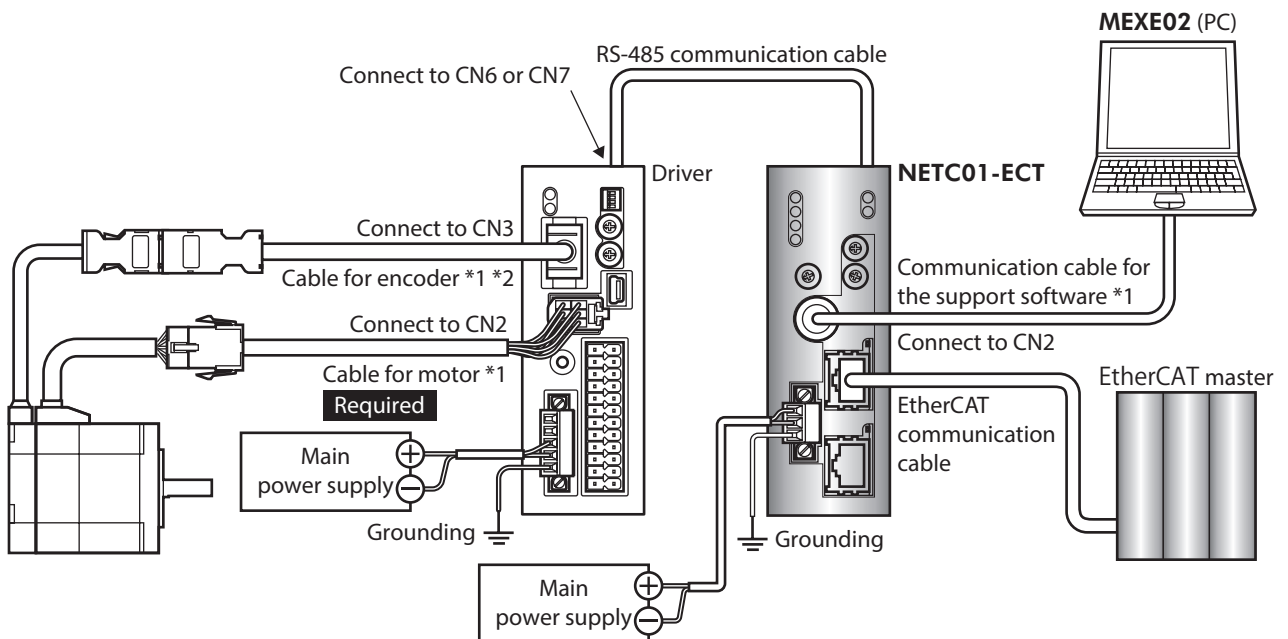 MEXE02 (PC)
RS-485 communication cable
Connect to CN6 or CN7
Driver
NETC01-ECT
Connect to CN3
Cable for encoder *1 *2
Communication cable for
the support software *1
Connect to CN2
Connect to CN2
Cable for motor *1
Required
EtherCAT master
EtherCAT
communication
cable
Main
power supply
+
−
Grounding
Grounding
Main
power supply
+
−